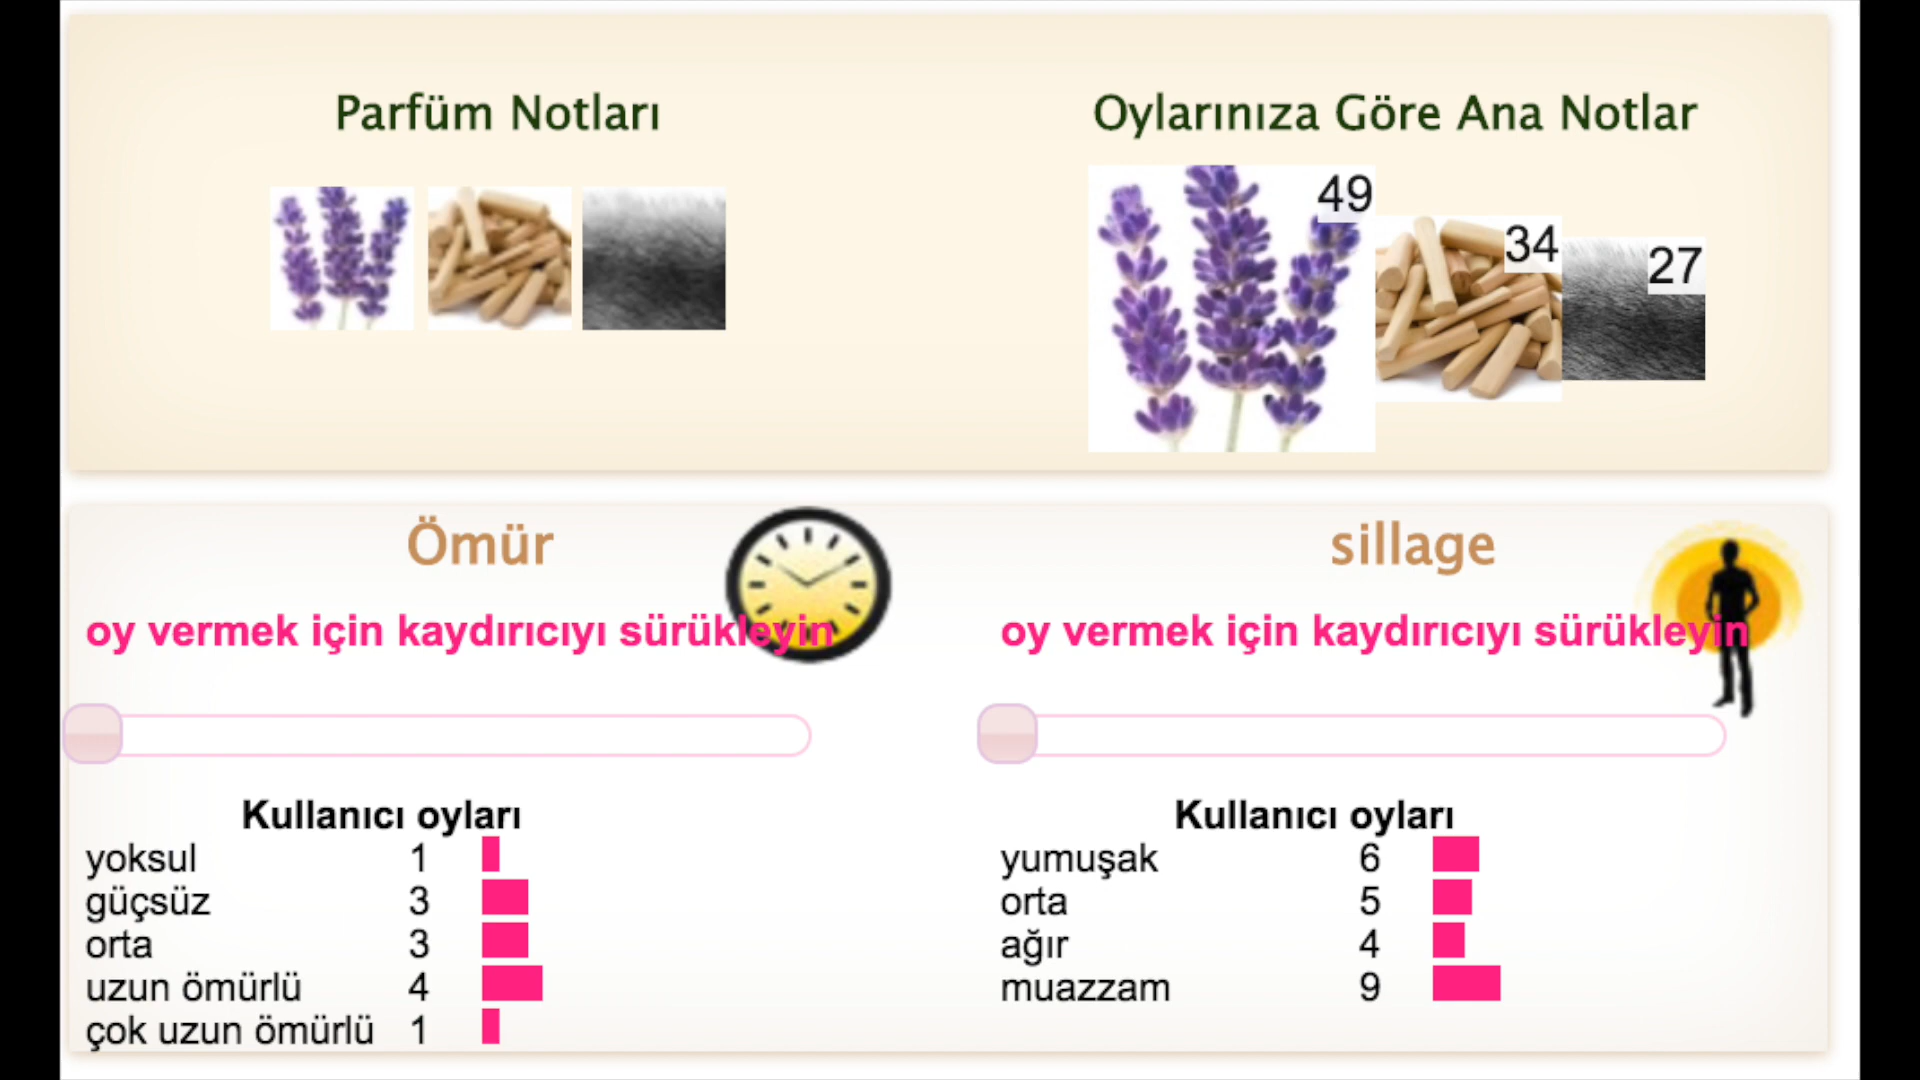 Parfüm Notları
Oylarınıza Göre Ana Notlar
49
34
27
Ömür
oy vermek için kaydırıcıyı sürükleyin
Kullanıcı oyları
yoksul 1
güçsüz 3
orta 3
uzun ömürlü 4
çok uzun ömürlü 1
sillage
oy vermek için kaydırıcıyı sürükleyin
Kullanıcı oyları
yumuşak 6
orta 5
ağır 4
muazzam 9